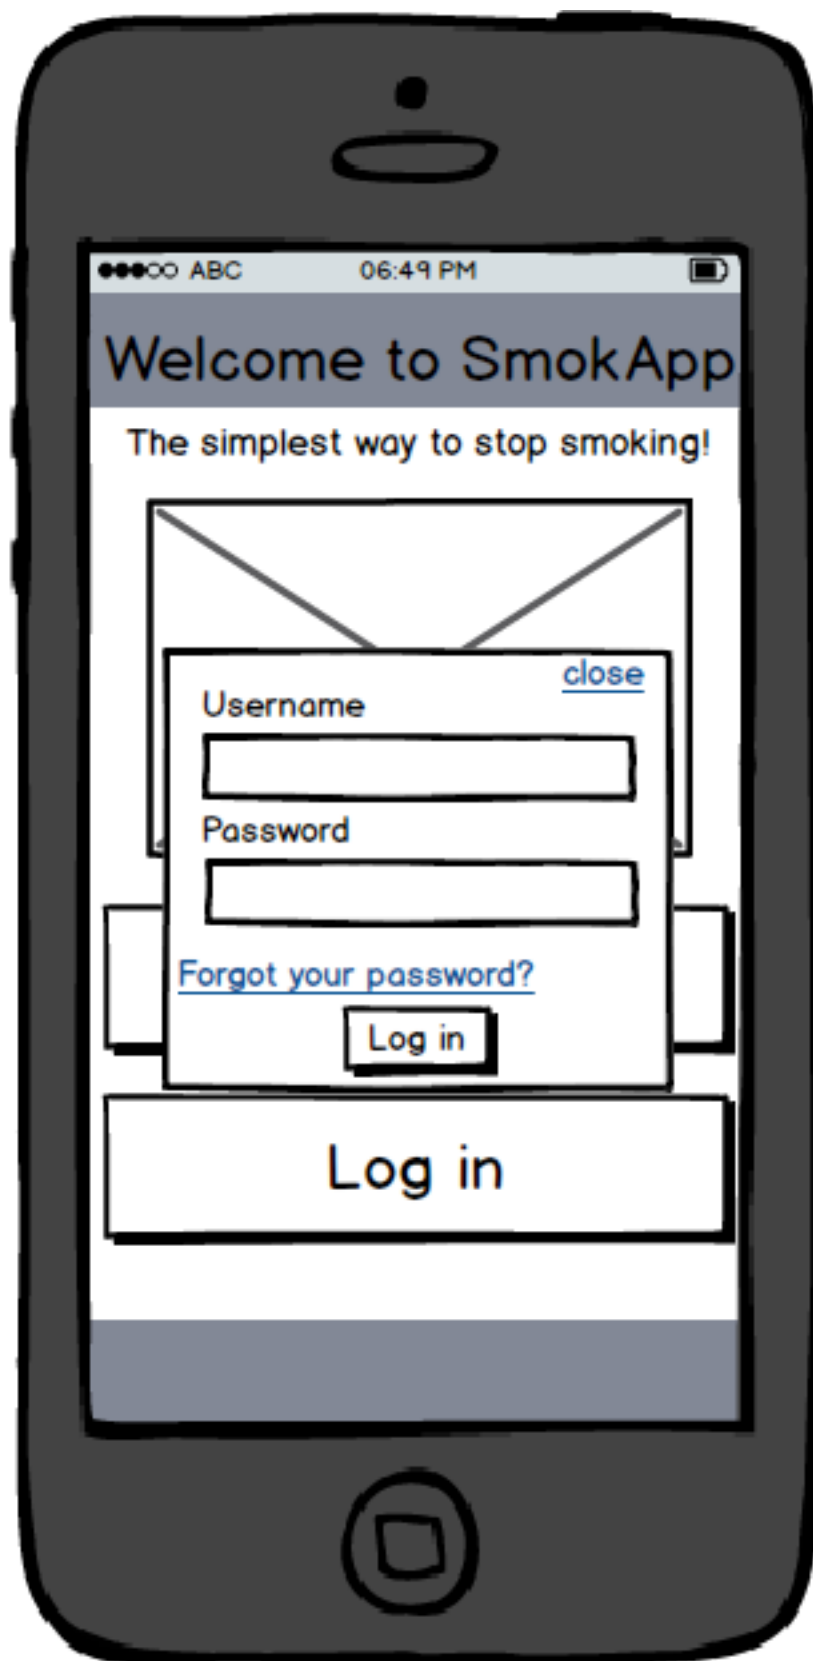 ABC 06:49 PM
Welcome to SmokApp
The simplest way to stop smoking!
close
Username
Password
Forgot your password?
Log in
Log in